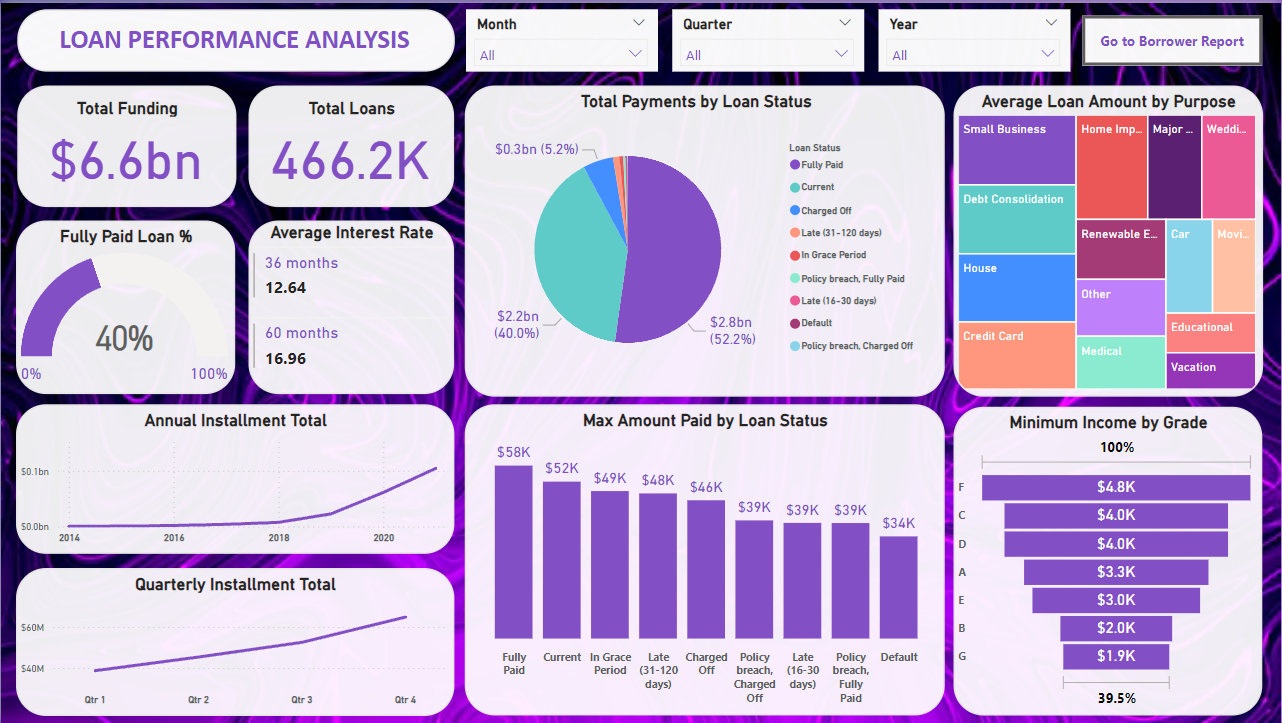 LOAN PERFORMANCE ANALYSIS
Month
All
Quarter
All
Year
All
Go to Borrower Report
Total Funding
$6.6bn
Total Loans
466.2K
Fully Paid Loan %
40%
0%
100%
Average Interest Rate
36 months
12.64
60 months
16.96
Total Payments by Loan Status
$0.3bn (5.2%)
$2.2bn
(40.0%)
$2.8bn
(52.2%)
Loan Status
Fully Paid
Current
Charged Off
Late (31-120 days)
In Grace Period
Policy breach, Fully Paid
Late (16-30 days)
Default
Policy breach, Charged Off
Average Loan Amount by Purpose
Small Business
Debt Consolidation
House
Credit Card
Home Imp...
Major ...
Weddi...
Renewable E...
Car
Movi...
Other
Medical
Educational
Vacation
Annual Installment Total
$0.1bn
$0.0bn
2014
2016
2018
2020
Quarterly Installment Total
$60M
$40M
Qtr 1
Qtr 2
Qtr 3
Qtr 4
Max Amount Paid by Loan Status
$58K
$52K
$49K
$48K
$46K
$39K
$39K
$39K
$34K
Fully
Paid
Current
In Grace
Period
Late
(31-120
days)
Charged
Off
Policy
breach,
Charged
Off
Late
(16-30
days)
Policy
breach,
Fully
Paid
Default
Minimum Income by Grade
100%
F
$4.8K
C
$4.0K
D
$4.0K
A
$3.3K
E
$3.0K
B
$2.0K
G
$1.9K
39.5%